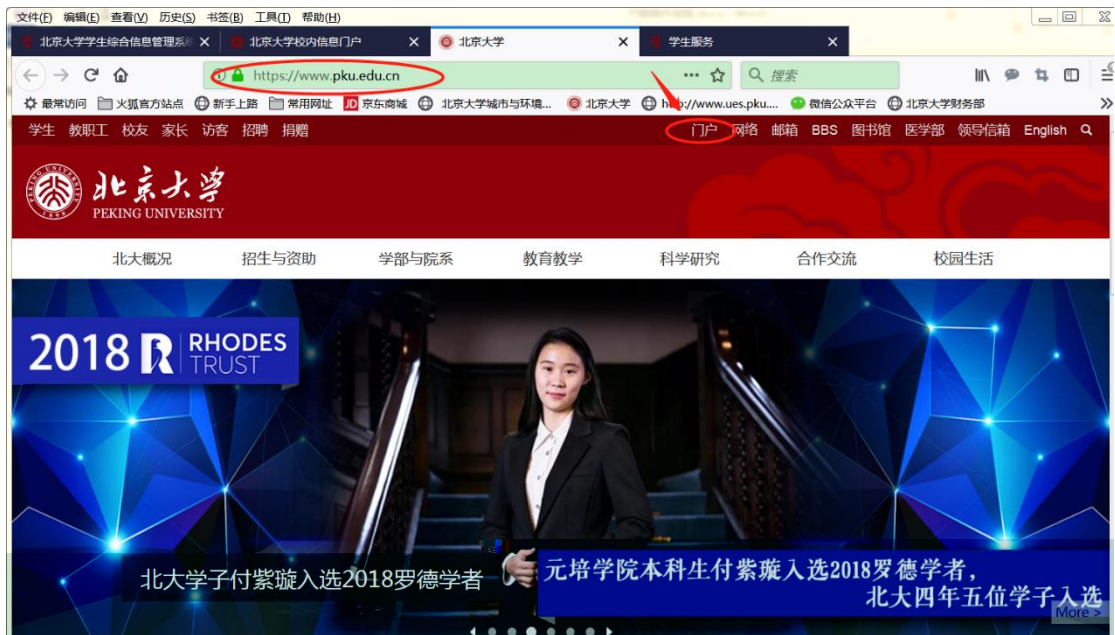 文件(F) 编辑(E) 查看(V) 历史(S) 书签(B) 工具(T) 帮助(H)
北京大学学生综合信息管理系统 北京大学校内信息门户 北京大学 学生服务
https://www.pku.edu.cn 搜索
最常访问 火狐官方站点 新手上路 常用网址 JD 京东商城 北京大学城市与环境... 北京大学 http://www.ues.pku.... 微信公众平台 北京大学财务部
学生 教职工 校友 家长 访客 招聘 捐赠 门户 网络 邮箱 BBS 图书馆 医学部 领导信箱 English
北京大学
PEKING UNIVERSITY
北大概况 招生与资助 学部与院系 教育教学 科学研究 合作交流 校园生活
2018 R RHODES
TRUST
北大学子付紫璇入选2018罗德学者
元培学院本科生付紫璇入选2018罗德学者，
北大四年五位学子入选
More >